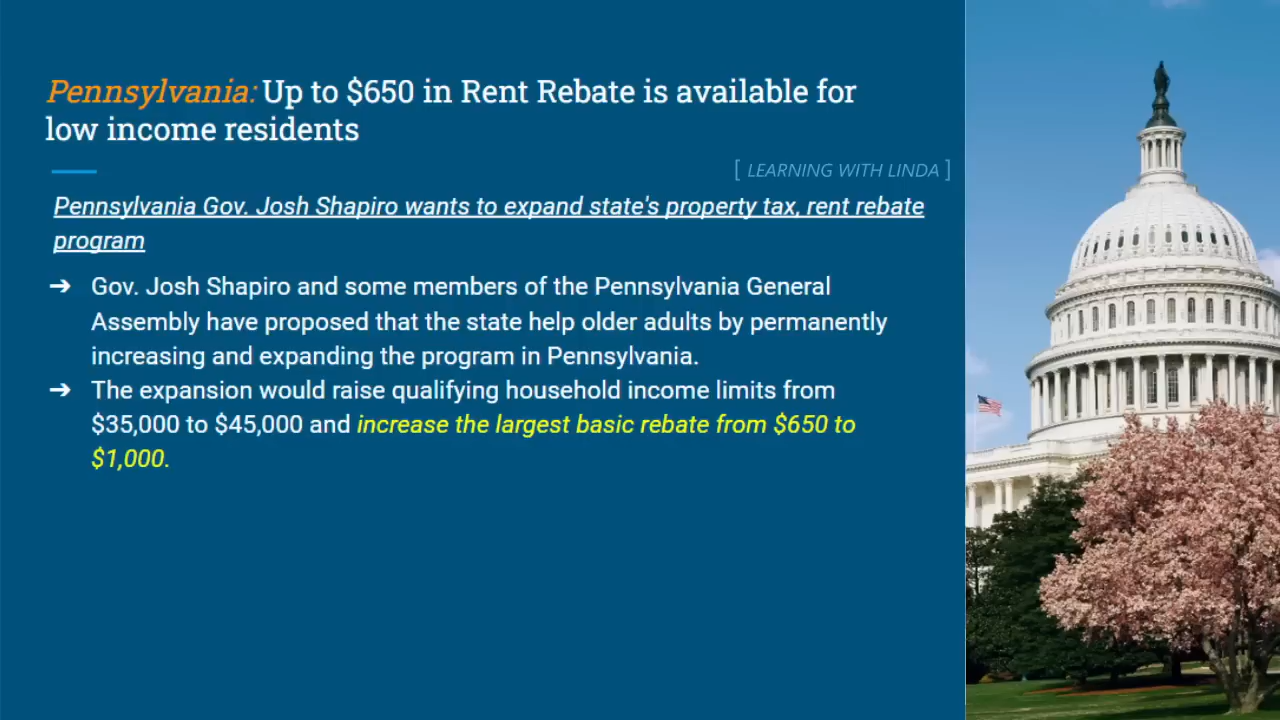 Pennsylvania: Up to $650 in Rent Rebate is available for
low income residents
[ LEARNING WITH LINDA ]
Pennsylvania Gov. Josh Shapiro wants to expand state's property tax, rent rebate
program
➔ Gov. Josh Shapiro and some members of the Pennsylvania General
Assembly have proposed that the state help older adults by permanently
increasing and expanding the program in Pennsylvania.
➔ The expansion would raise qualifying household income limits from
$35,000 to $45,000 and increase the largest basic rebate from $650 to
$1,000.